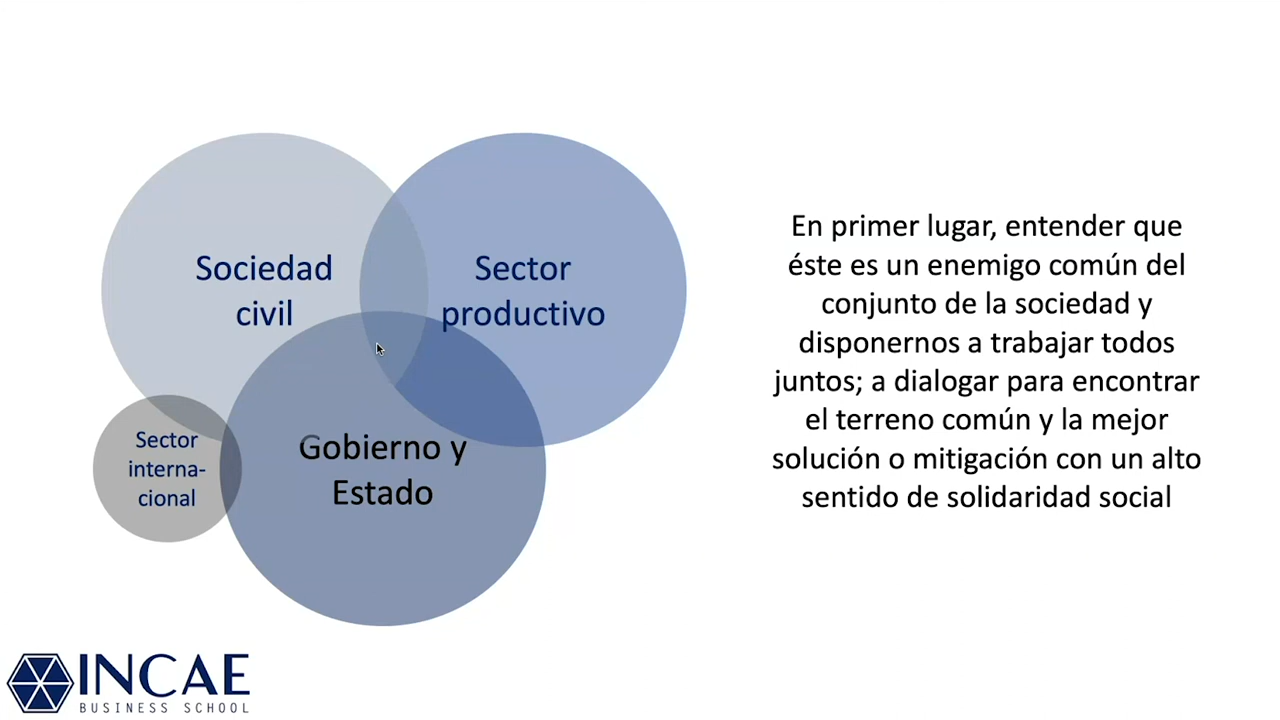 Sociedad
civil
Sector
productivo
Sector
interna-
cional
Gobierno y
Estado
En primer lugar, entender que
éste es un enemigo común del
conjunto de la sociedad y
disponernos a trabajar todos
juntos; a dialogar para encontrar
el terreno común y la mejor
solución o mitigación con un alto
sentido de solidaridad social
INCAE
BUSINESS SCHOOL